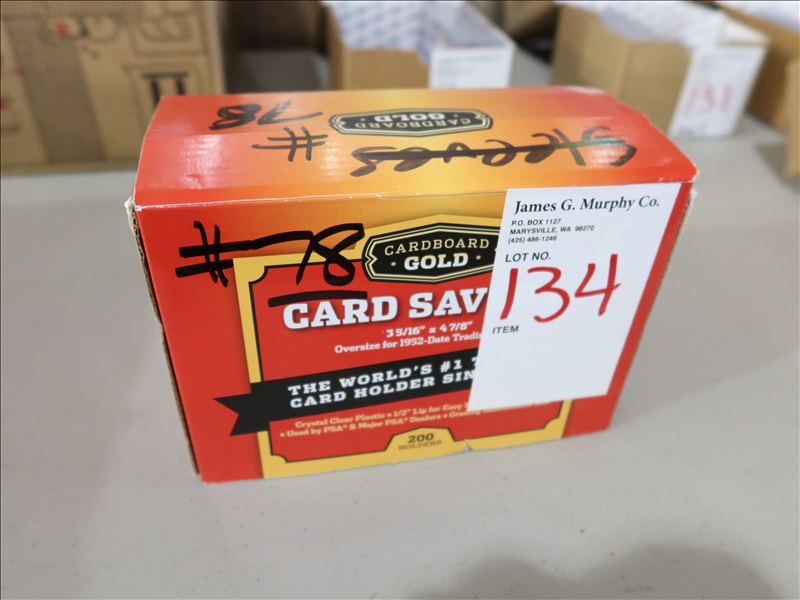 CARDBOARD
GOLD
# 78
SLEEVES
#78
CARDBOARD
GOLD
CARD SAV
3 5/16" x 4 7/8"
Oversize for 1952-Date Tradi
THE WORLD'S #1 T
CARD HOLDER SIN
Crystal Clear Plastic • 1/2" Lip for Easy
• Used by PSA® & Major PSA® Dealers •
200
HOLDERS
James G. Murphy Co.
P.O. BOX 1127
MARYSVILLE, WA 98270
(425) 486-1246
LOT NO.
134
ITEM
131